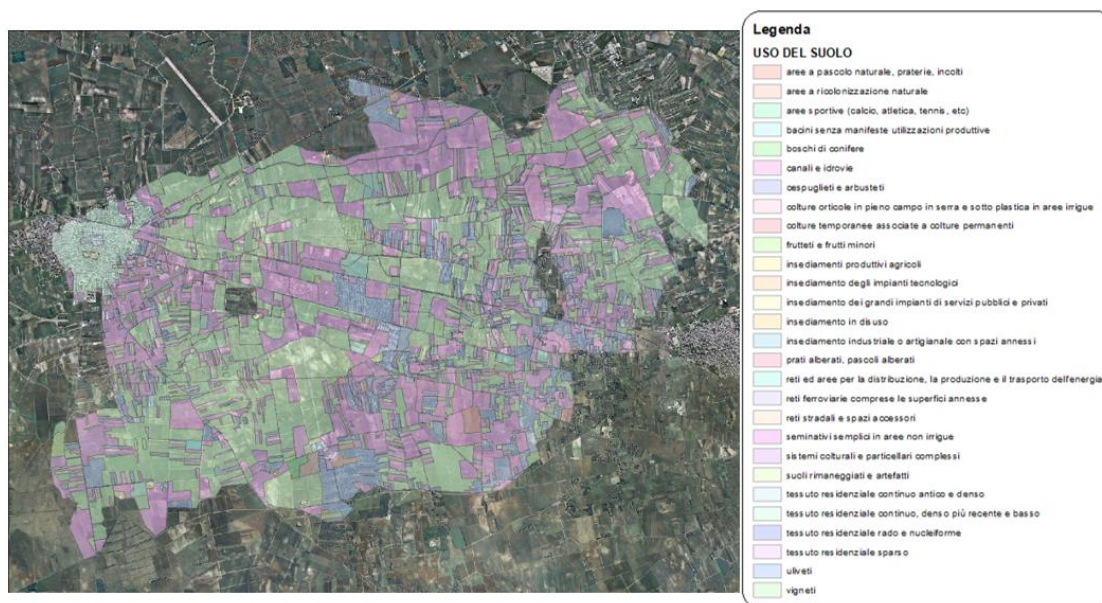 Legenda
USO DEL SUOLO
aree a pascolo naturale, praterie, incolti
aree a ricolonizzazione naturale
aree sportive (calcio, atletica, tennis, etc)
bacini senza manifeste utilizzazioni produttive
boschi di conifere
canali e idrovie
cespuglieti e arbusteti
colture orticole in pieno campo in serra e sotto plastica in aree irrigue
colture temporanee associate a colture permanenti
frutteti e frutti minori
insediamenti produttivi agricoli
insediamento degli impianti tecnologici
insediamento dei grandi impianti di servizi pubblici e privati
insediamento in disuso
insediamento industriale o artigianale con spazi annessi
prati alberati, pascoli alberati
reti ed aree per la distribuzione, la produzione e il trasporto dell'energia
reti ferroviarie comprese le superfici annesse
reti stradali e spazi accessori
seminativi semplici in aree non irrigue
sistemi colturali e particellari complessi
suoli rimaneggiati e artefatti
tessuto residenziale continuo antico e denso
tessuto residenziale continuo, denso più recente e basso
tessuto residenziale rado e nucleiforme
tessuto residenziale sparso
uliveti
vigneti